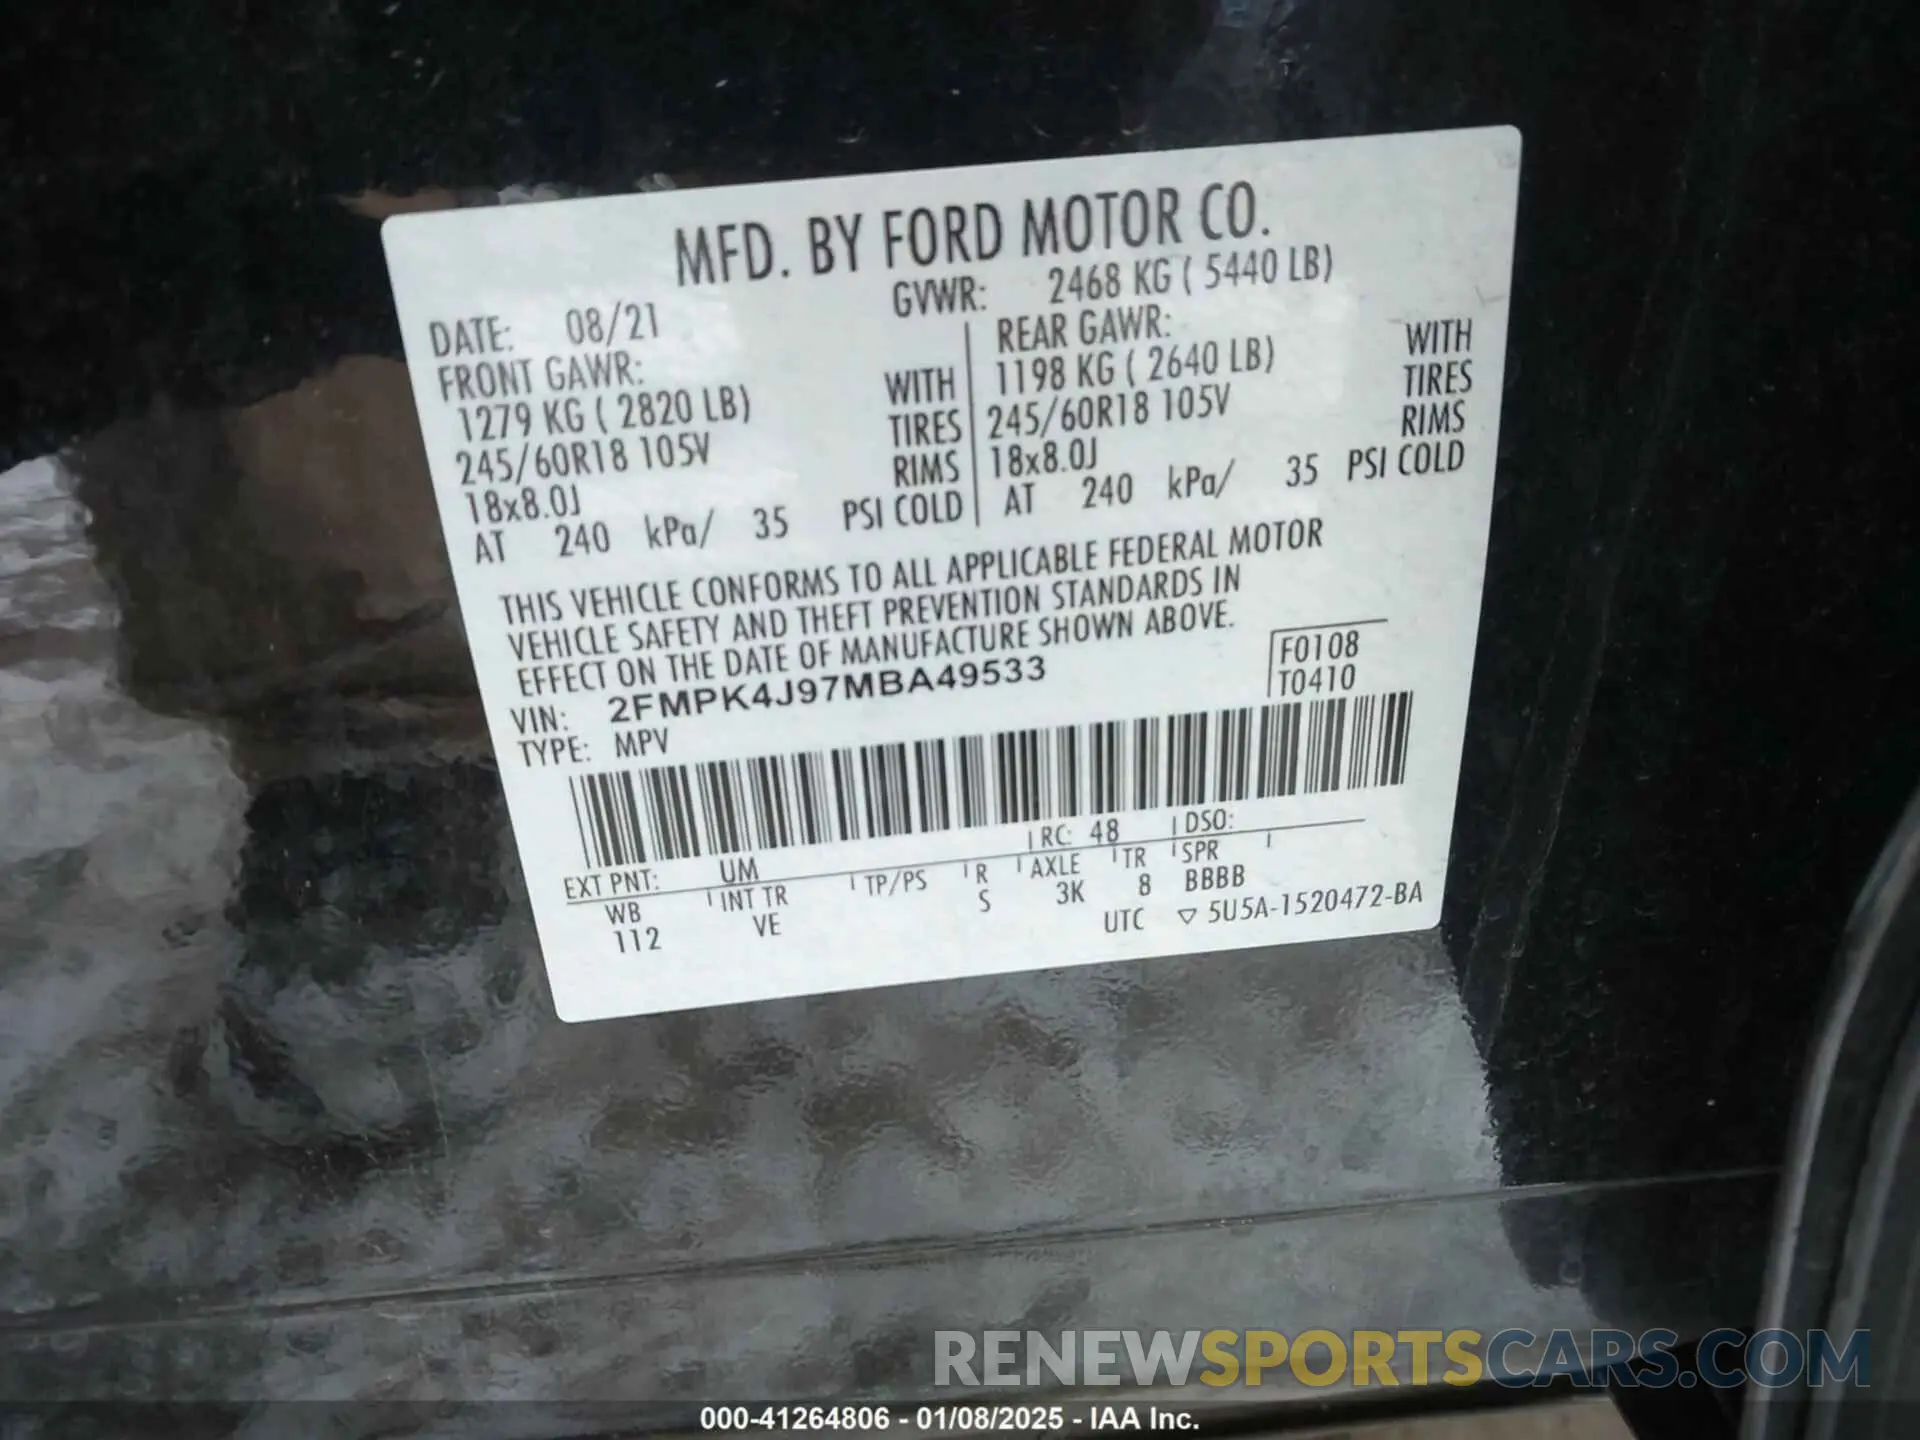 MFD. BY FORD MOTOR CO.
DATE: 08/21 GVWR: 2468 KG ( 5440 LB)
FRONT GAWR: REAR GAWR:
1279 KG ( 2820 LB) WITH 1198 KG ( 2640 LB) WITH
245/60R18 105V TIRES 245/60R18 105V TIRES
18x8.0J RIMS 18x8.0J RIMS
AT 240 kPa/ 35 PSI COLD AT 240 kPa/ 35 PSI COLD
THIS VEHICLE CONFORMS TO ALL APPLICABLE FEDERAL MOTOR
VEHICLE SAFETY AND THEFT PREVENTION STANDARDS IN
EFFECT ON THE DATE OF MANUFACTURE SHOWN ABOVE.
VIN: 2FMPK4J97MBA49533 F0108
TYPE: MPV T0410
EXT PNT: UM RC: 48 DSO:
WB INT TR TP/PS R AXLE TR SPR
112 VE S 3K 8 BBBB
UTC ▽ 5U5A-1520472-BA
RENEWSPORTSCARS.COM
000-41264806 - 01/08/2025 - IAA Inc.